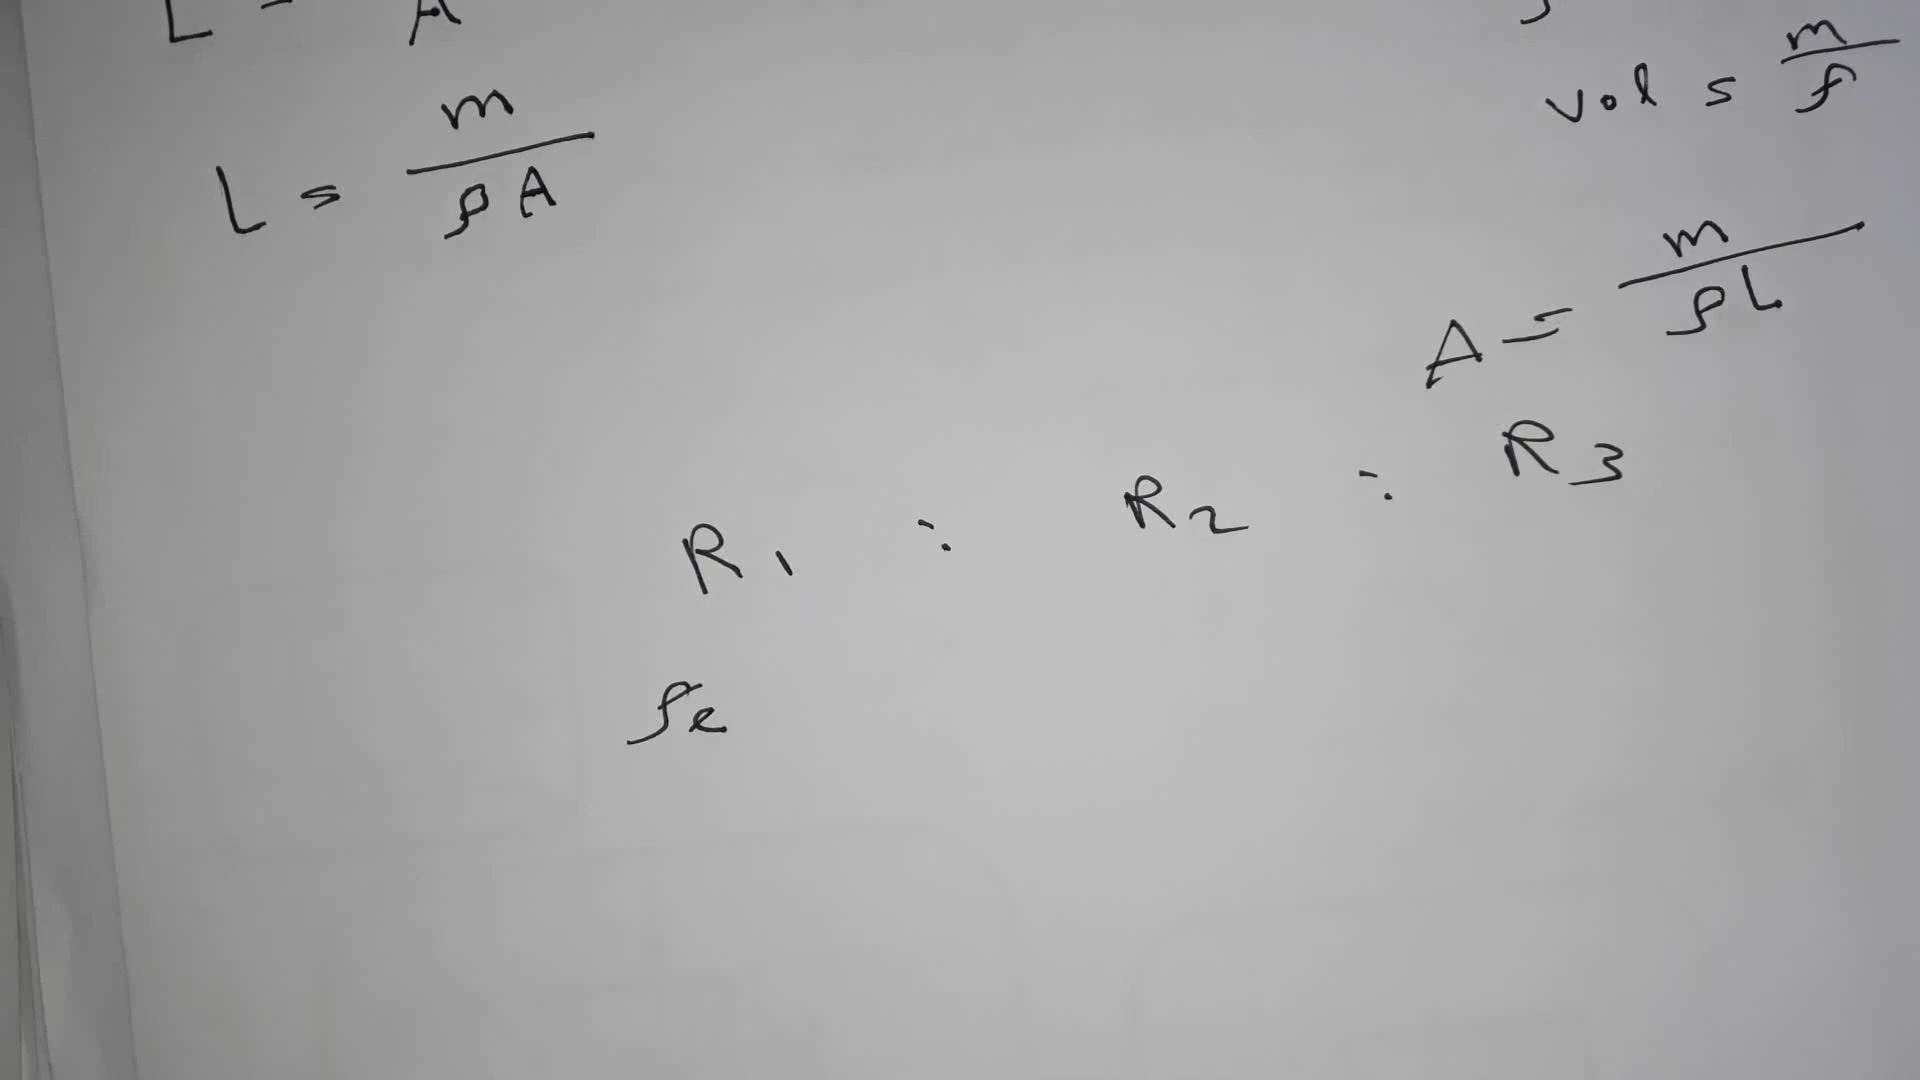 L = A
vol = m/ρ
L = m/ρA
A = m/ρL
R1 : R2 : R3
ρe